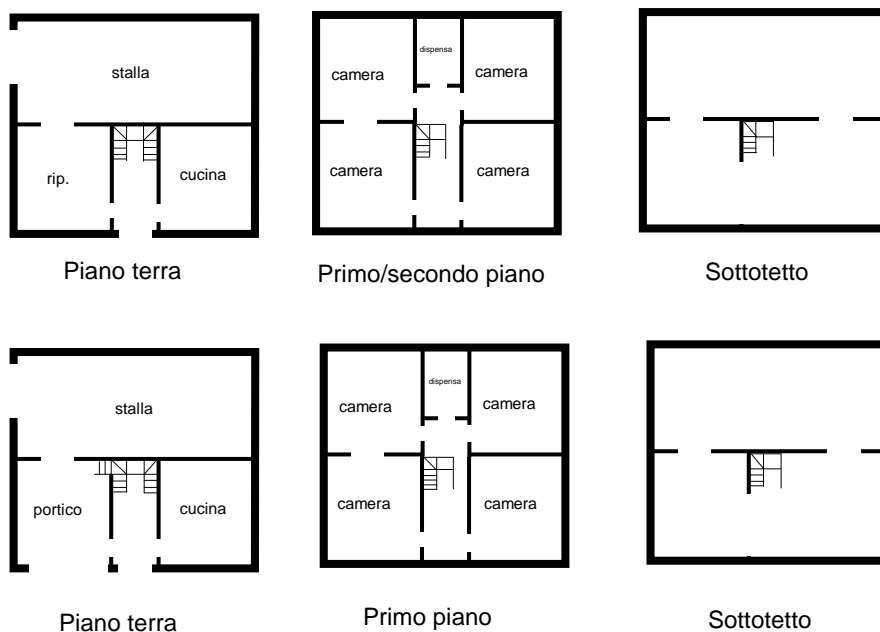 stalla
rip.
cucina
dispensa
camera
camera
camera
camera
Piano terra
Primo/secondo piano
Sottotetto
stalla
portico
cucina
dispensa
camera
camera
camera
camera
Piano terra
Primo piano
Sottotetto